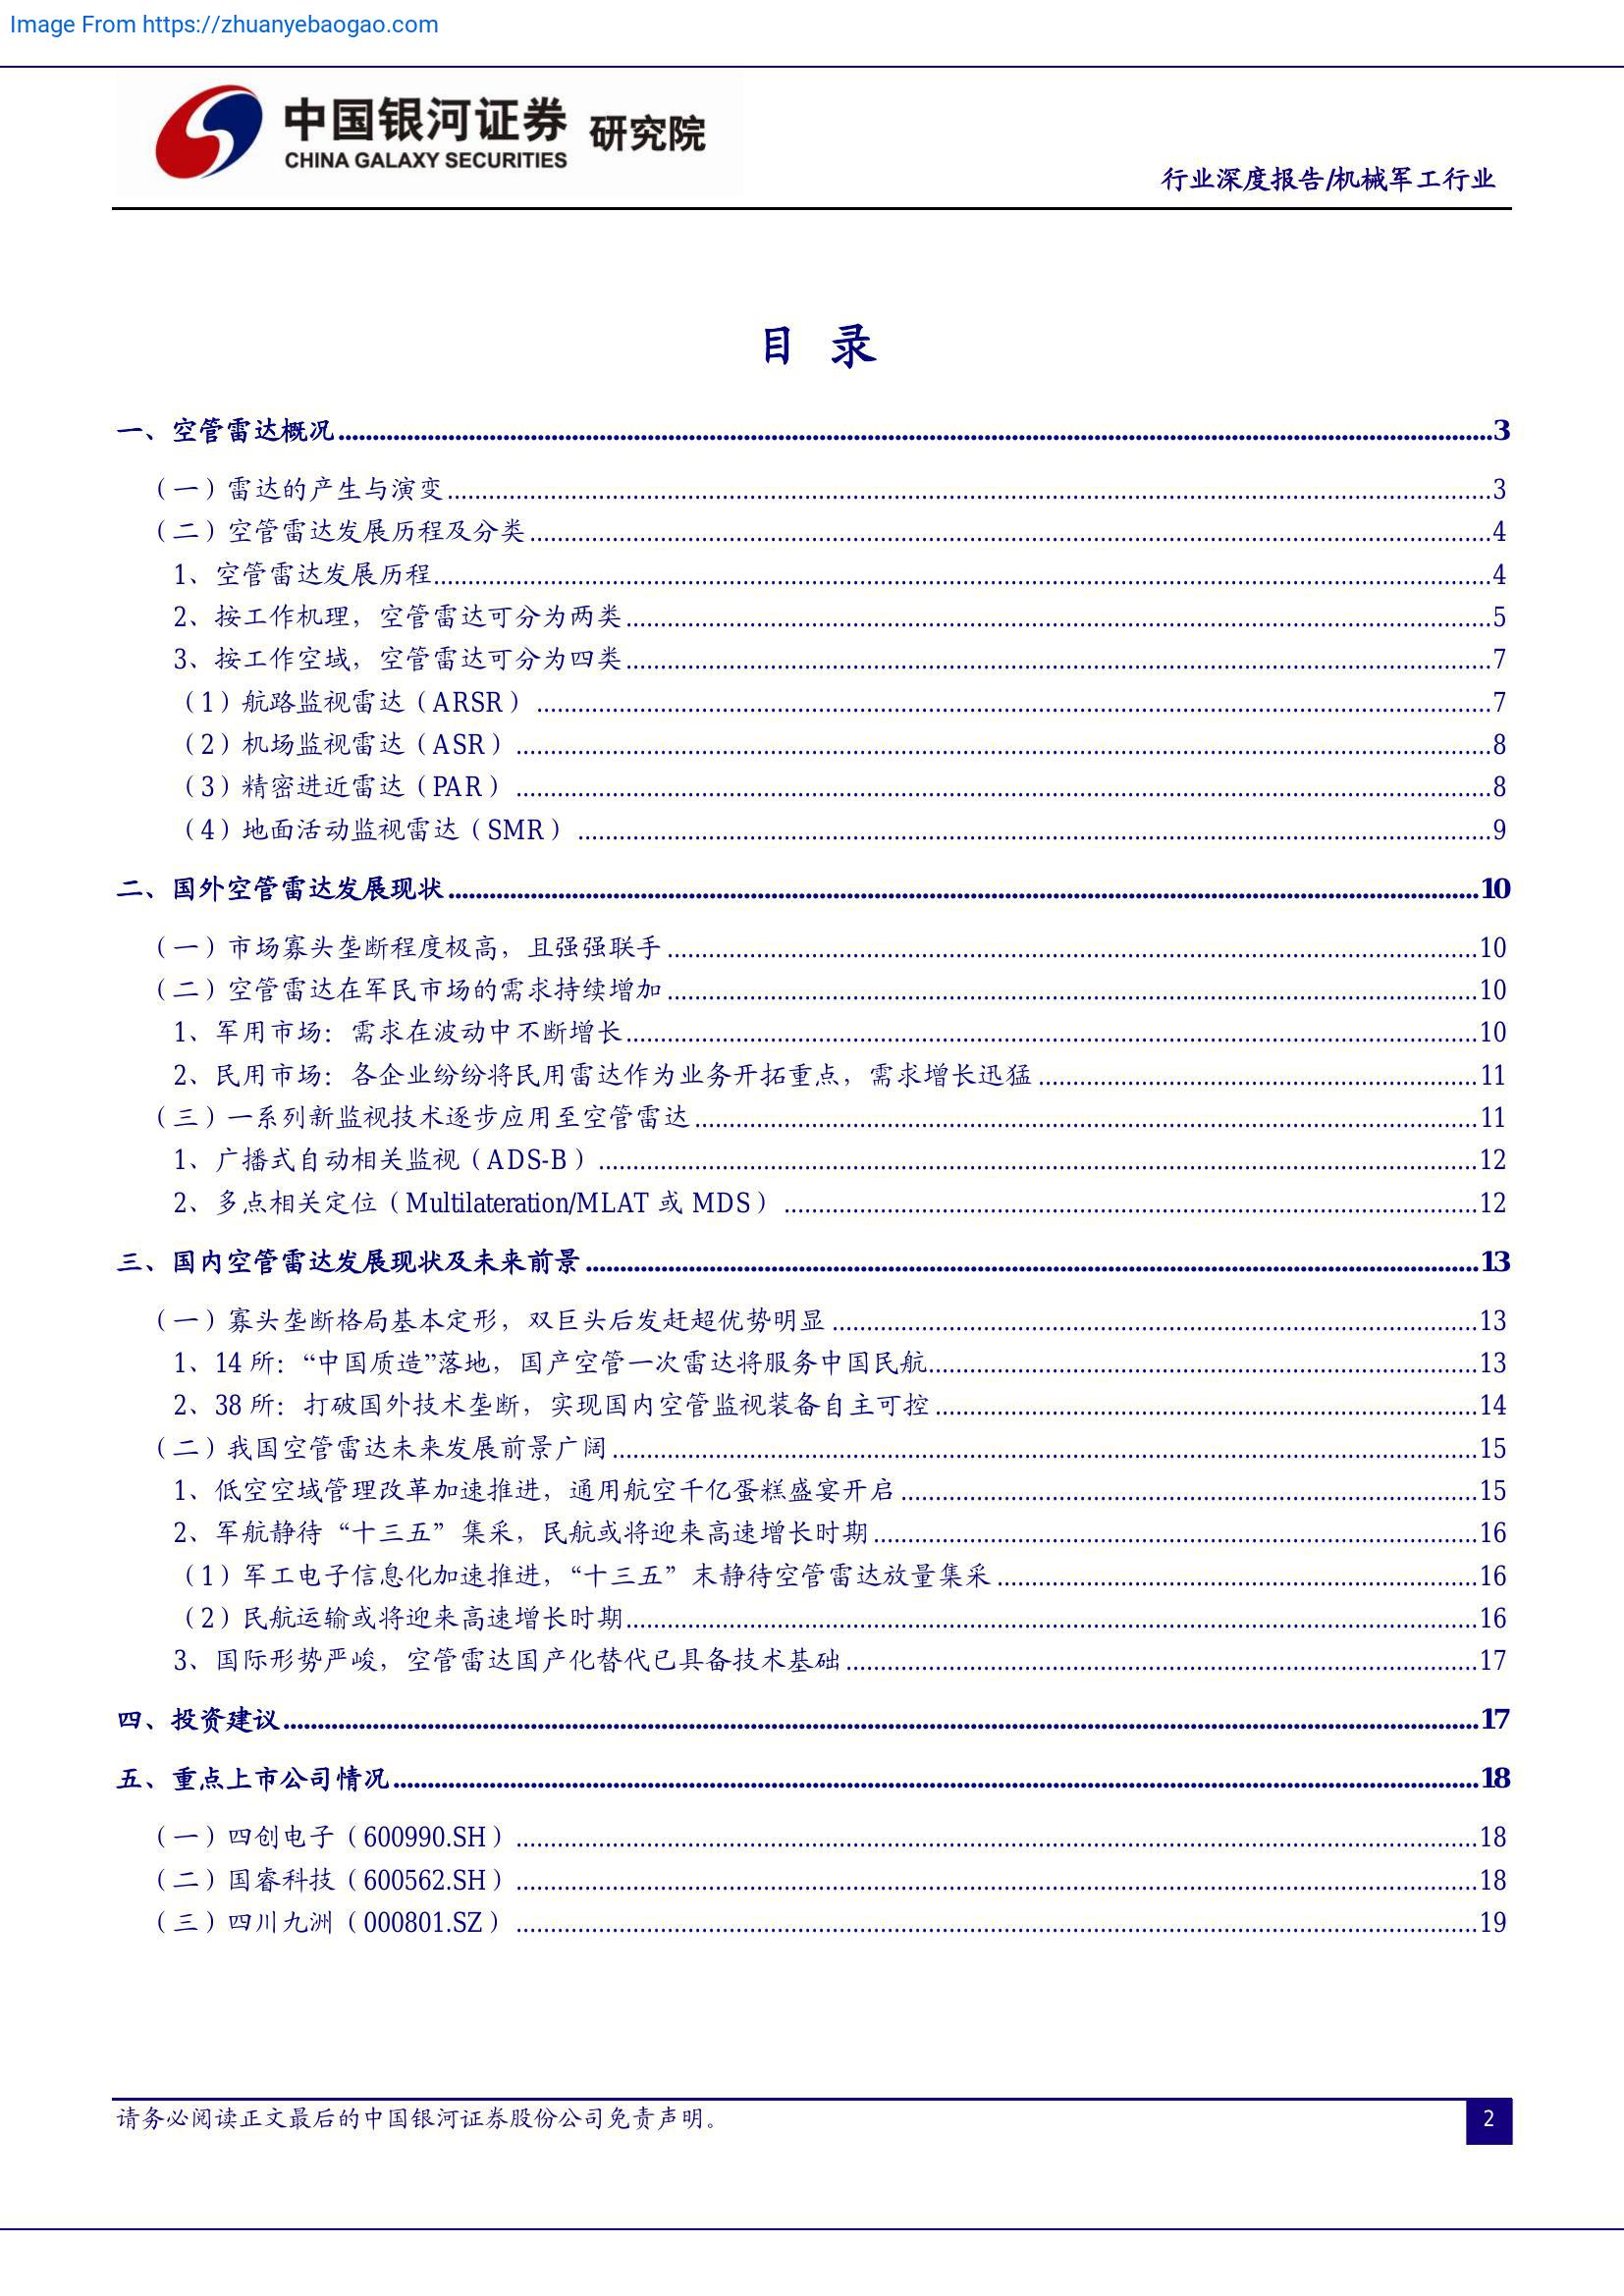 Image From https://zhuanyebaogao.com
中国银河证券 研究院
CHINA GALAXY SECURITIES
行业深度报告/机械军工行业
目 录
一、空管雷达概况........3
（一）雷达的产生与演变........3
（二）空管雷达发展历程及分类........4
1、空管雷达发展历程........4
2、按工作机理，空管雷达可分为两类........5
3、按工作空域，空管雷达可分为四类........7
（1）航路监视雷达（ARSR）........7
（2）机场监视雷达（ASR）........8
（3）精密进近雷达（PAR）........8
（4）地面活动监视雷达（SMR）........9
二、国外空管雷达发展现状........10
（一）市场寡头垄断程度极高，且强强联手........10
（二）空管雷达在军民市场的需求持续增加........10
1、军用市场：需求在波动中不断增长........10
2、民用市场：各企业纷纷将民用雷达作为业务开拓重点，需求增长迅猛........11
（三）一系列新监视技术逐步应用至空管雷达........11
1、广播式自动相关监视（ADS-B）........12
2、多点相关定位（Multilateration/MLAT 或 MDS）........12
三、国内空管雷达发展现状及未来前景........13
（一）寡头垄断格局基本定形，双巨头后发赶超优势明显........13
1、14 所：“中国质造”落地，国产空管一次雷达将服务中国民航........13
2、38 所：打破国外技术垄断，实现国内空管监视装备自主可控........14
（二）我国空管雷达未来发展前景广阔........15
1、低空空域管理改革加速推进，通用航空千亿蛋糕盛宴开启........15
2、军航静待“十三五”集采，民航或将迎来高速增长时期........16
（1）军工电子信息化加速推进，“十三五”末静待空管雷达放量集采........16
（2）民航运输或将迎来高速增长时期........16
3、国际形势严峻，空管雷达国产化替代已具备技术基础........17
四、投资建议........17
五、重点上市公司情况........18
（一）四创电子（600990.SH）........18
（二）国睿科技（600562.SH）........18
（三）四川九洲（000801.SZ）........19
请务必阅读正文最后的中国银河证券股份公司免责声明。
2